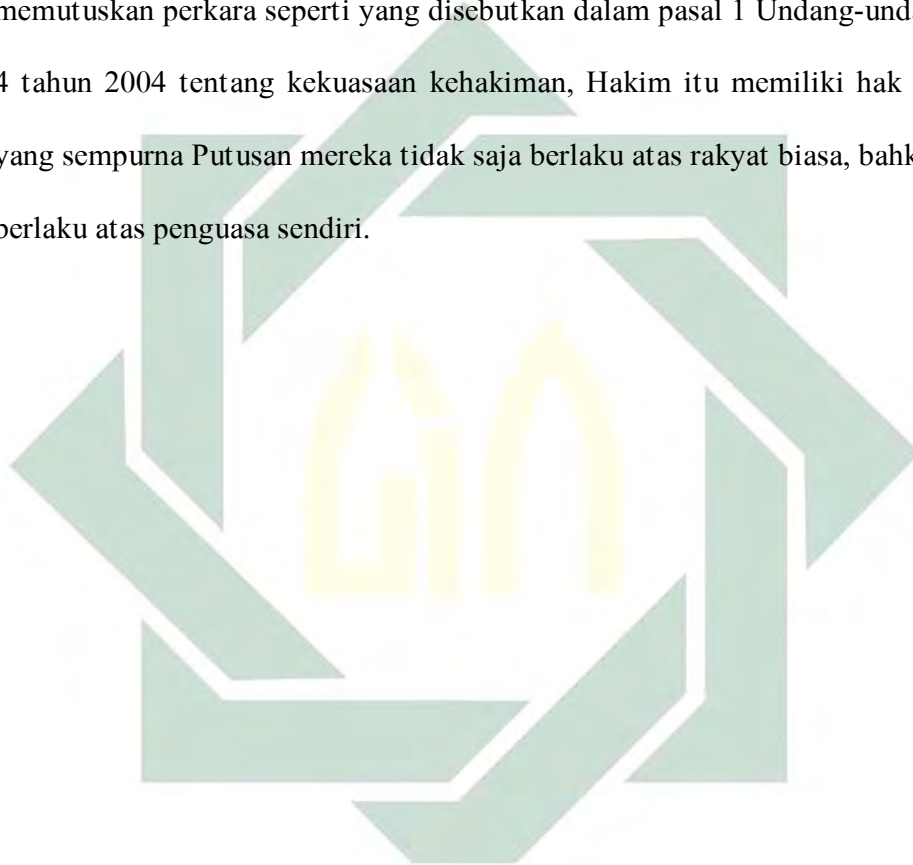 memutuskan perkara seperti yang disebutkan dalam pasal 1 Undang-unda
4 tahun 2004 tentang kekuasaan kehakiman, Hakim itu memiliki hak
yang sempurna Putusan mereka tidak saja berlaku atas rakyat biasa, bahk
berlaku atas penguasa sendiri.